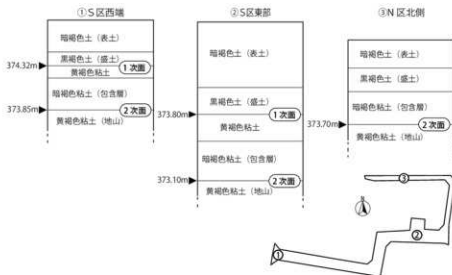 ①S区西端
暗褐色土（表土）
黒褐色土（盛土）
374.32m
1次面
黄褐色粘土
暗褐色土（包含層）
373.85m
2次面
黄褐色粘土（地山）
②S区東部
暗褐色土（表土）
黒褐色土（盛土）
373.80m
1次面
黄褐色粘土
暗褐色土（包含層）
373.10m
2次面
黄褐色粘土（地山）
③N区北側
暗褐色土（表土）
黒褐色土（盛土）
暗褐色土（包含層）
373.70m
2次面
黄褐色粘土（地山）
③
②
①